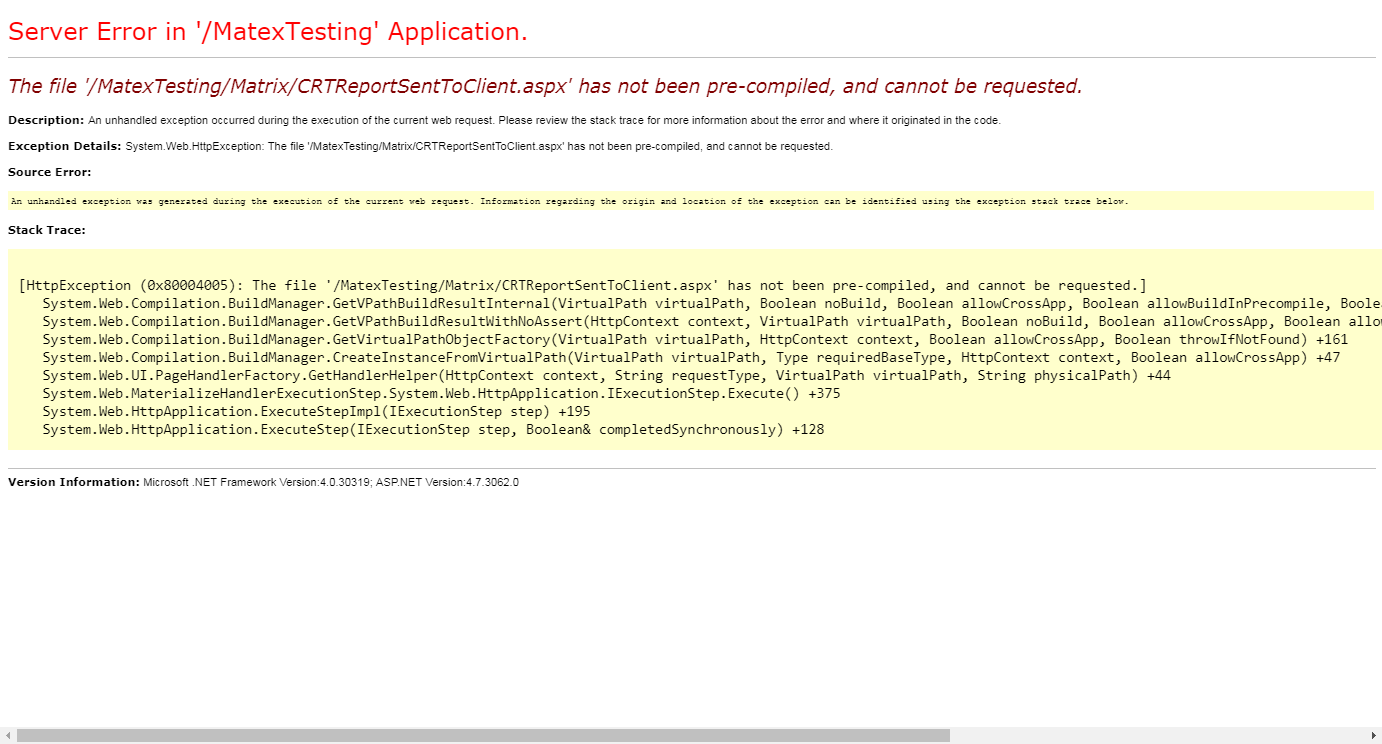 Server Error in '/MatexTesting' Application.
The file '/MatexTesting/Matrix/CRTReportSentToClient.aspx' has not been pre-compiled, and cannot be requested.
Description: An unhandled exception occurred during the execution of the current web request. Please review the stack trace for more information about the error and where it originated in the code.
Exception Details: System.Web.HttpException: The file '/MatexTesting/Matrix/CRTReportSentToClient.aspx' has not been pre-compiled, and cannot be requested.
Source Error:
An unhandled exception was generated during the execution of the current web request. Information regarding the origin and location of the exception can be identified using the exception stack trace below.
Stack Trace:
[HttpException (0x80004005): The file '/MatexTesting/Matrix/CRTReportSentToClient.aspx' has not been pre-compiled, and cannot be requested.]
System.Web.Compilation.BuildManager.GetVPathBuildResultInternal(VirtualPath virtualPath, Boolean noBuild, Boolean allowCrossApp, Boolean allowBuildInPrecompile, Boole
System.Web.Compilation.BuildManager.GetVPathBuildResultWithNoAssert(HttpContext context, VirtualPath virtualPath, Boolean noBuild, Boolean allowCrossApp, Boolean allo
System.Web.Compilation.BuildManager.GetVirtualPathObjectFactory(VirtualPath virtualPath, HttpContext context, Boolean allowCrossApp, Boolean throwIfNotFound) +161
System.Web.Compilation.BuildManager.CreateInstanceFromVirtualPath(VirtualPath virtualPath, Type requiredBaseType, HttpContext context, Boolean allowCrossApp) +47
System.Web.UI.PageHandlerFactory.GetHandlerHelper(HttpContext context, String requestType, VirtualPath virtualPath, String physicalPath) +44
System.Web.MaterializeHandlerExecutionStep.System.Web.HttpApplication.IExecutionStep.Execute() +375
System.Web.HttpApplication.ExecuteStepImpl(IExecutionStep step) +195
System.Web.HttpApplication.ExecuteStep(IExecutionStep step, Boolean& completedSynchronously) +128
Version Information: Microsoft .NET Framework Version:4.0.30319; ASP.NET Version:4.7.3062.0